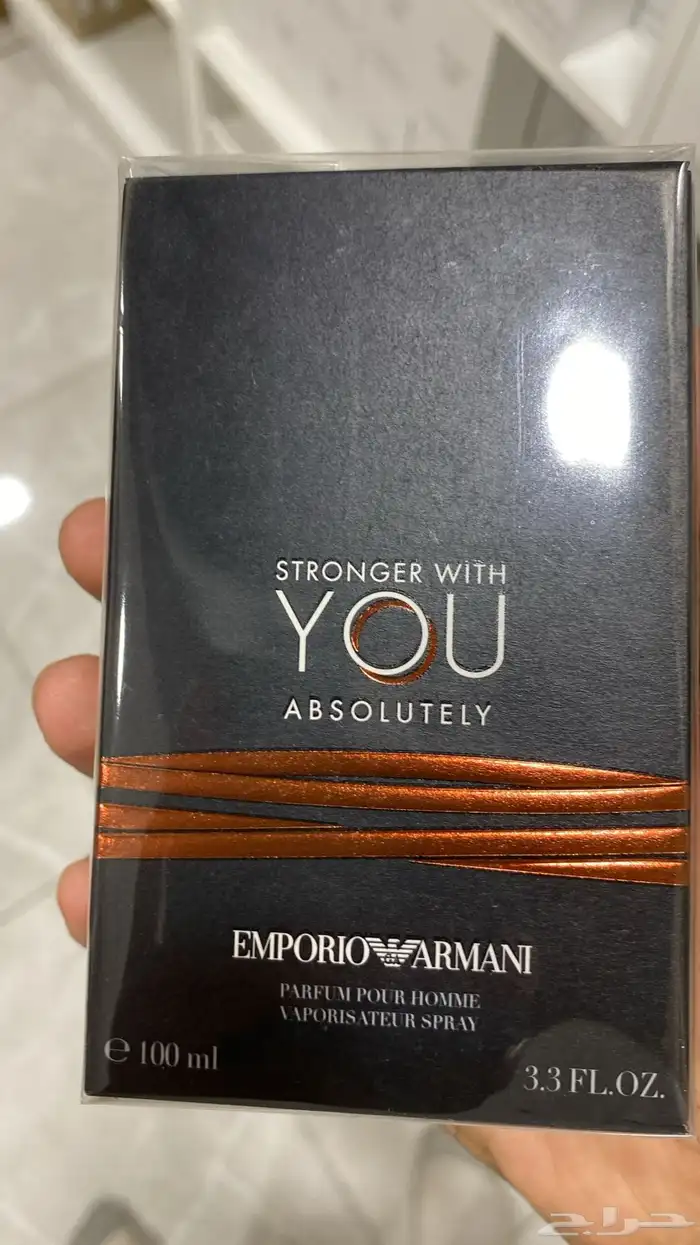 STRONGER WITH
YOU
ABSOLUTELY
EMPORIO ARMANI
PARFUM POUR HOMME
VAPORISATEUR SPRAY
℮ 100 ml
3.3 FL.OZ.
حراج